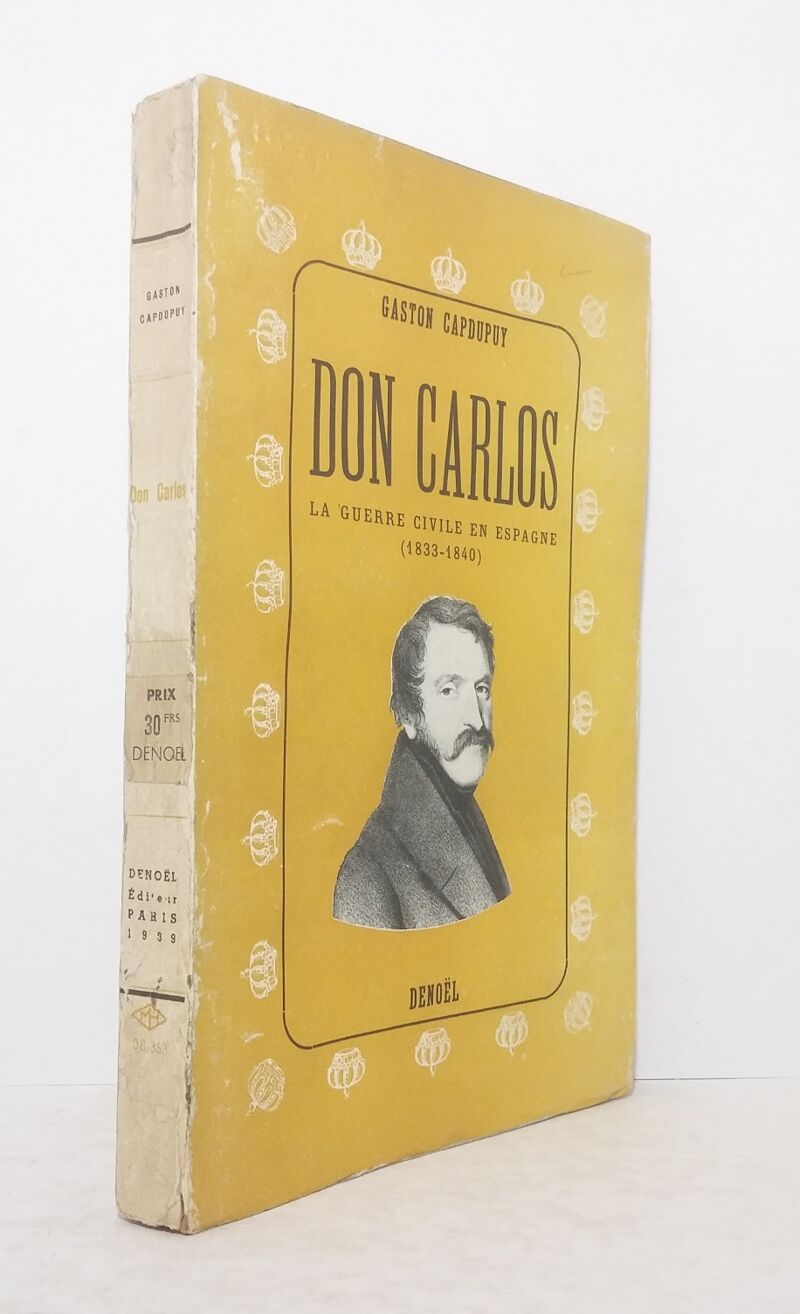 GASTON
CAPDUPUY
Don Carlos
PRIX
30 FRS
DENOEL
DENOËL
Éditeur
PARIS
1939
GASTON CAPDUPUY
DON CARLOS
LA GUERRE CIVILE EN ESPAGNE
(1833-1840)
DENOËL